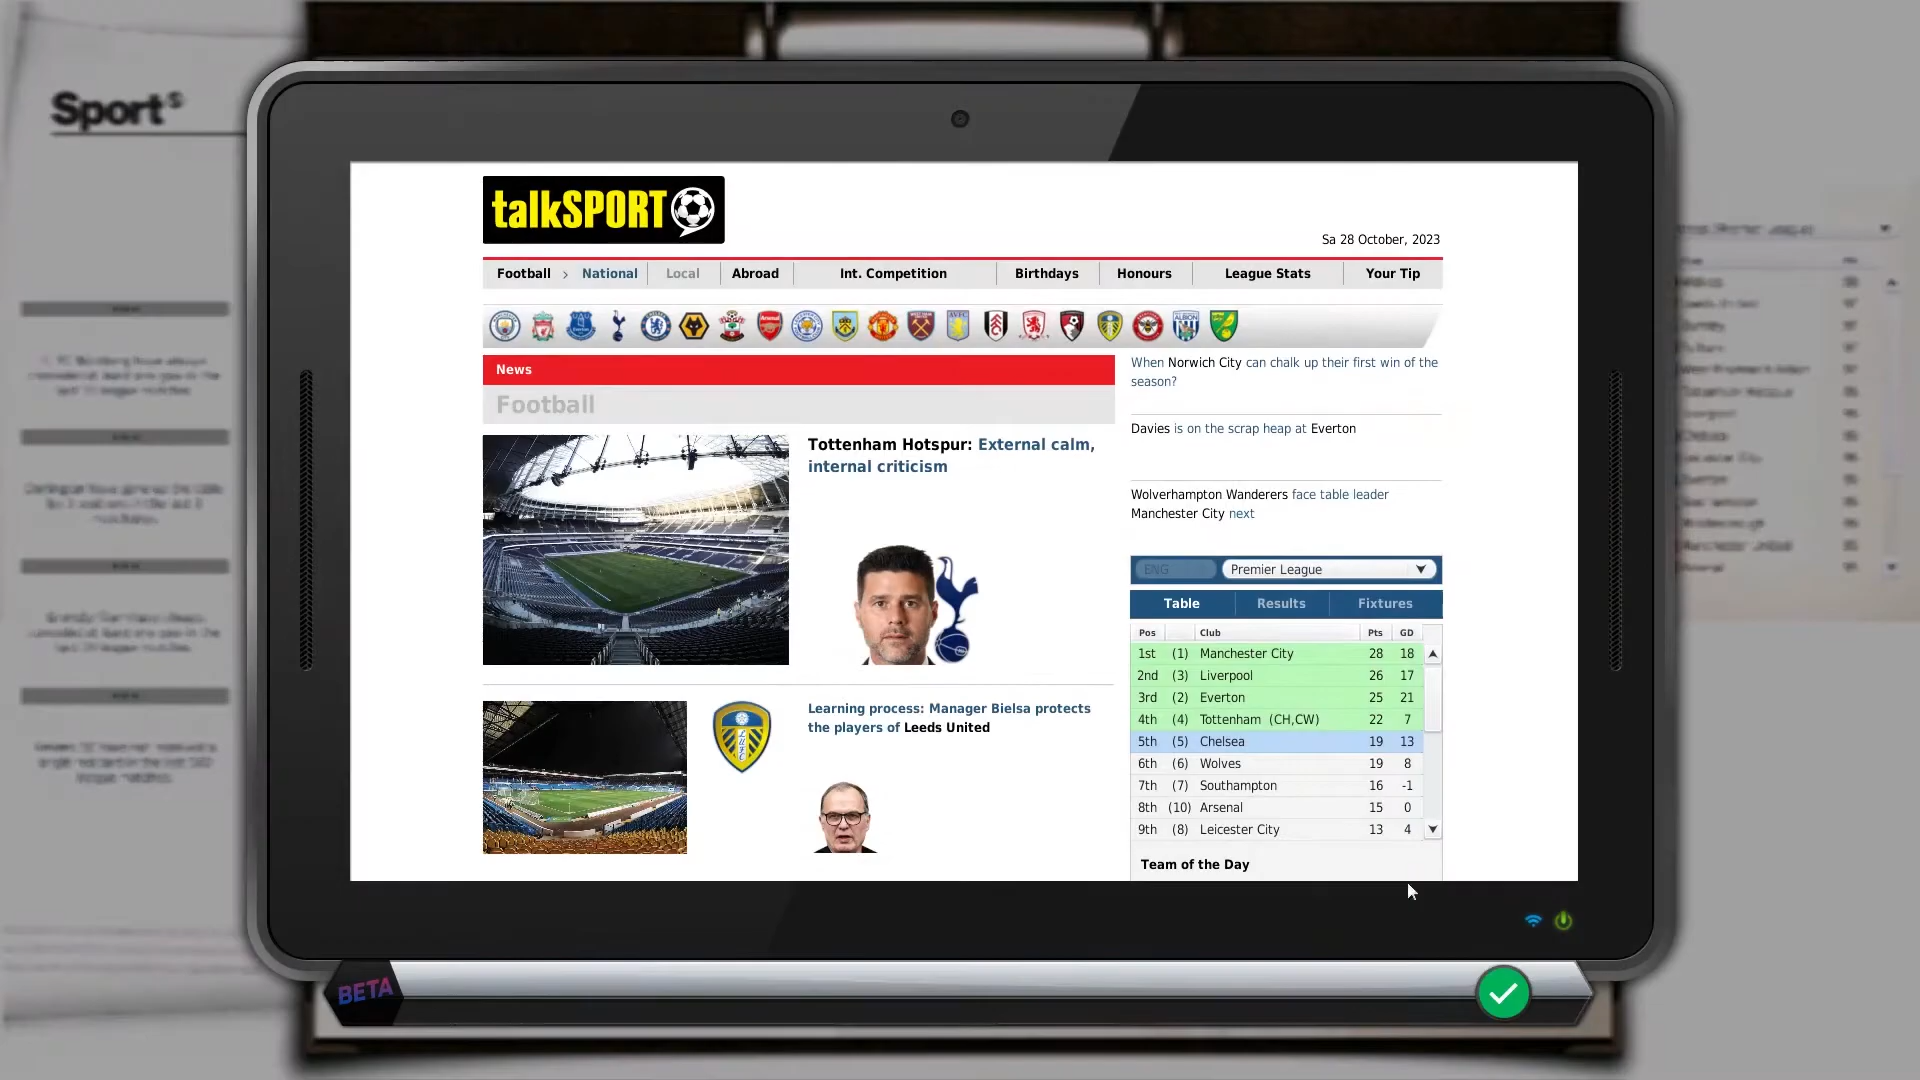 Sport s
talkSPORT
Sa 28 October, 2023
Football > National Local Abroad Int. Competition Birthdays Honours League Stats Your Tip
News
Football
Tottenham Hotspur: External calm,
internal criticism
Learning process: Manager Bielsa protects
the players of Leeds United
When Norwich City can chalk up their first win of the
season?
Davies is on the scrap heap at Everton
Wolverhampton Wanderers face table leader
Manchester City next
ENG Premier League
Table Results Fixtures
Pos Club Pts GD
1st (1) Manchester City 28 18
2nd (3) Liverpool 26 17
3rd (2) Everton 25 21
4th (4) Tottenham (CH,CW) 22 7
5th (5) Chelsea 19 13
6th (6) Wolves 19 8
7th (7) Southampton 16 -1
8th (10) Arsenal 15 0
9th (8) Leicester City 13 4
Team of the Day
BETA